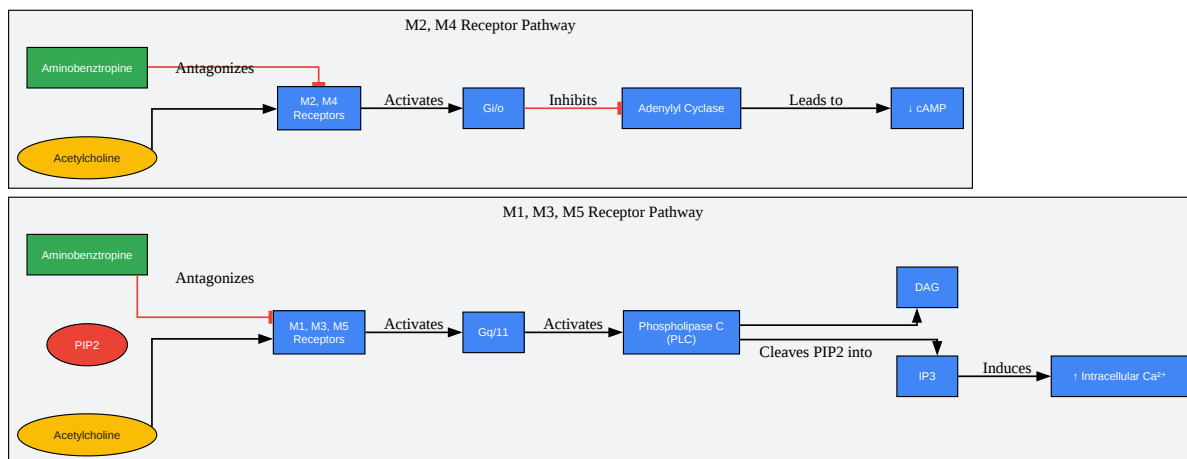 M2, M4 Receptor Pathway
Aminobenztropine
Antagonizes
M2, M4
Receptors
Activates
Gi/o
Inhibits
Adenylyl Cyclase
Leads to
↓ cAMP
Acetylcholine
M1, M3, M5 Receptor Pathway
Aminobenztropine
Antagonizes
DAG
PIP2
M1, M3, M5
Receptors
Activates
Gq/11
Activates
Phospholipase C
(PLC)
Cleaves PIP2 into
IP3
Induces
↑ Intracellular Ca²⁺
Acetylcholine